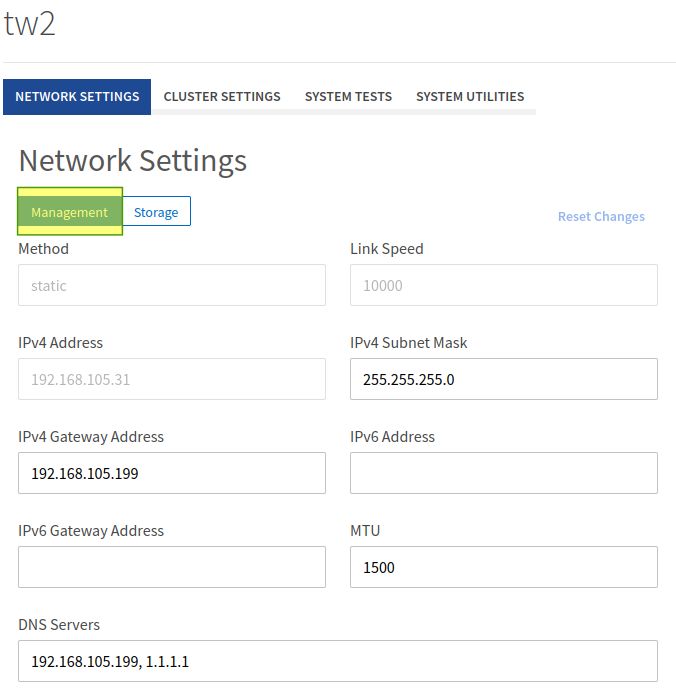 tw2
NETWORK SETTINGS CLUSTER SETTINGS SYSTEM TESTS SYSTEM UTILITIES
Network Settings
Management Storage Reset Changes
Method Link Speed
static 10000
IPv4 Address IPv4 Subnet Mask
192.168.105.31 255.255.255.0
IPv4 Gateway Address IPv6 Address
192.168.105.199
IPv6 Gateway Address MTU
1500
DNS Servers
192.168.105.199, 1.1.1.1